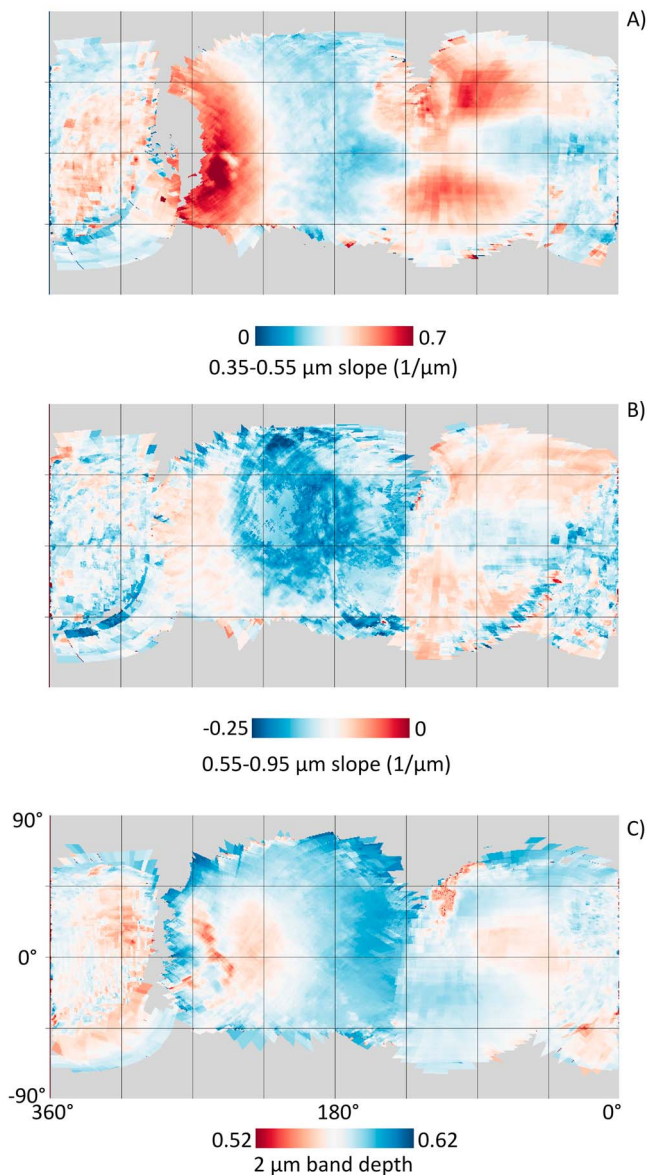 A)
0 0.7
0.35-0.55 μm slope (1/μm)
B)
-0.25 0
0.55-0.95 μm slope (1/μm)
90° C)
0°
-90°
360° 180° 0°
0.52 0.62
2 μm band depth